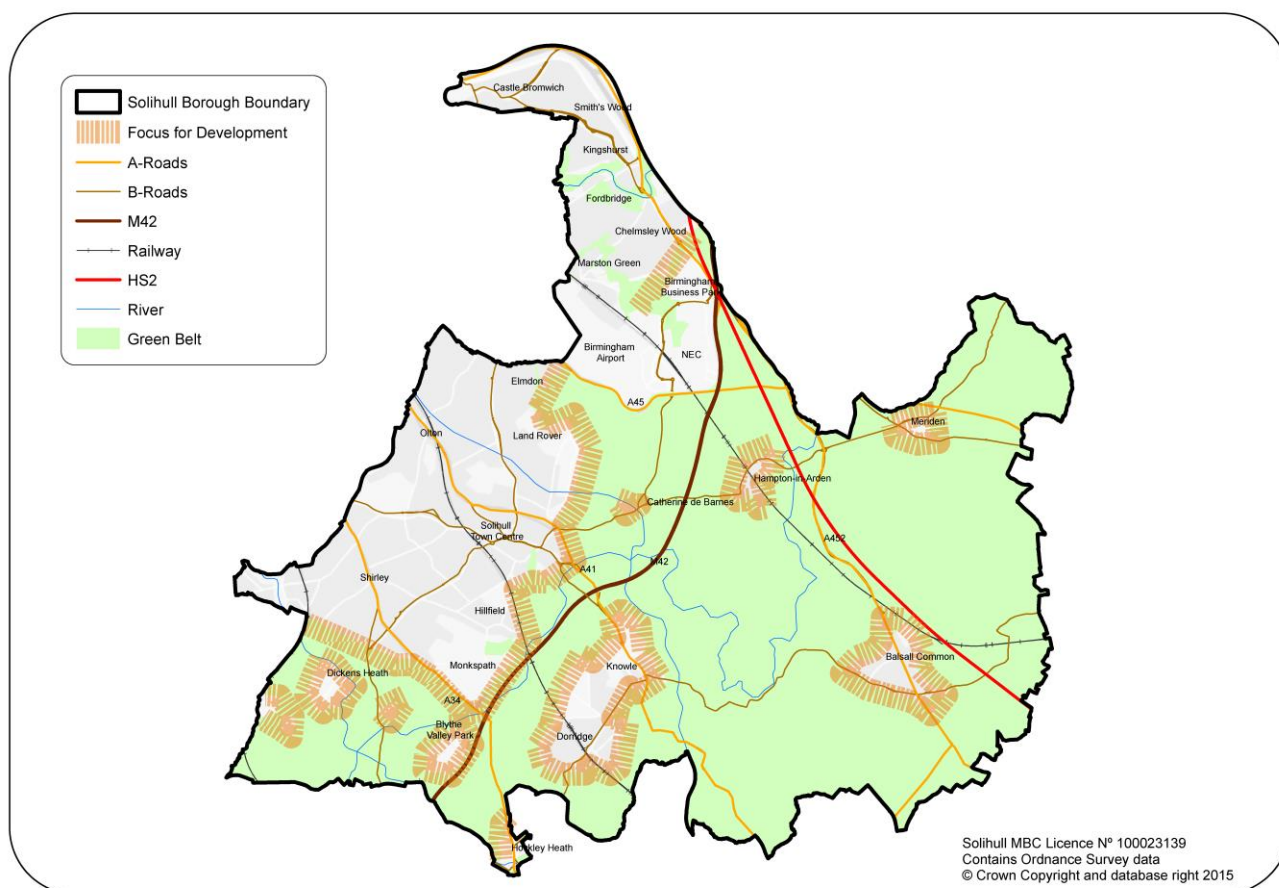 Solihull Borough Boundary
Focus for Development
A-Roads
B-Roads
M42
Railway
HS2
River
Green Belt
Castle Bromwich
Smith's Wood
Kingshurst
Fordbridge
Chelmsley Wood
Marston Green
Birmingham
Business Park
Birmingham
Airport
NEC
Elmdon
A45
Land Rover
Olton
Meriden
Hampton-in-Arden
Catherine de Barnes
Solihull
Town Centre
A452
M42
A41
Shirley
Hillfield
Balsall Common
Monkspath
Knowle
Dickens Heath
A34
Blythe
Valley Park
Dorridge
Hockley Heath
Solihull MBC Licence Nº 100023139
Contains Ordnance Survey data
© Crown Copyright and database right 2015